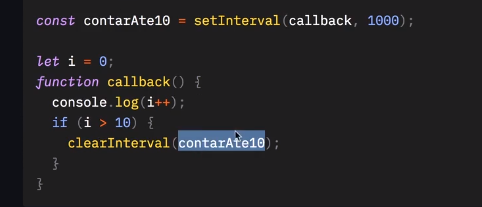 const contarAte10 = setInterval(callback, 1000);
let i = 0;
function callback() {
console.log(i++);
if (i > 10) {
clearInterval(contarAte10);
}
}